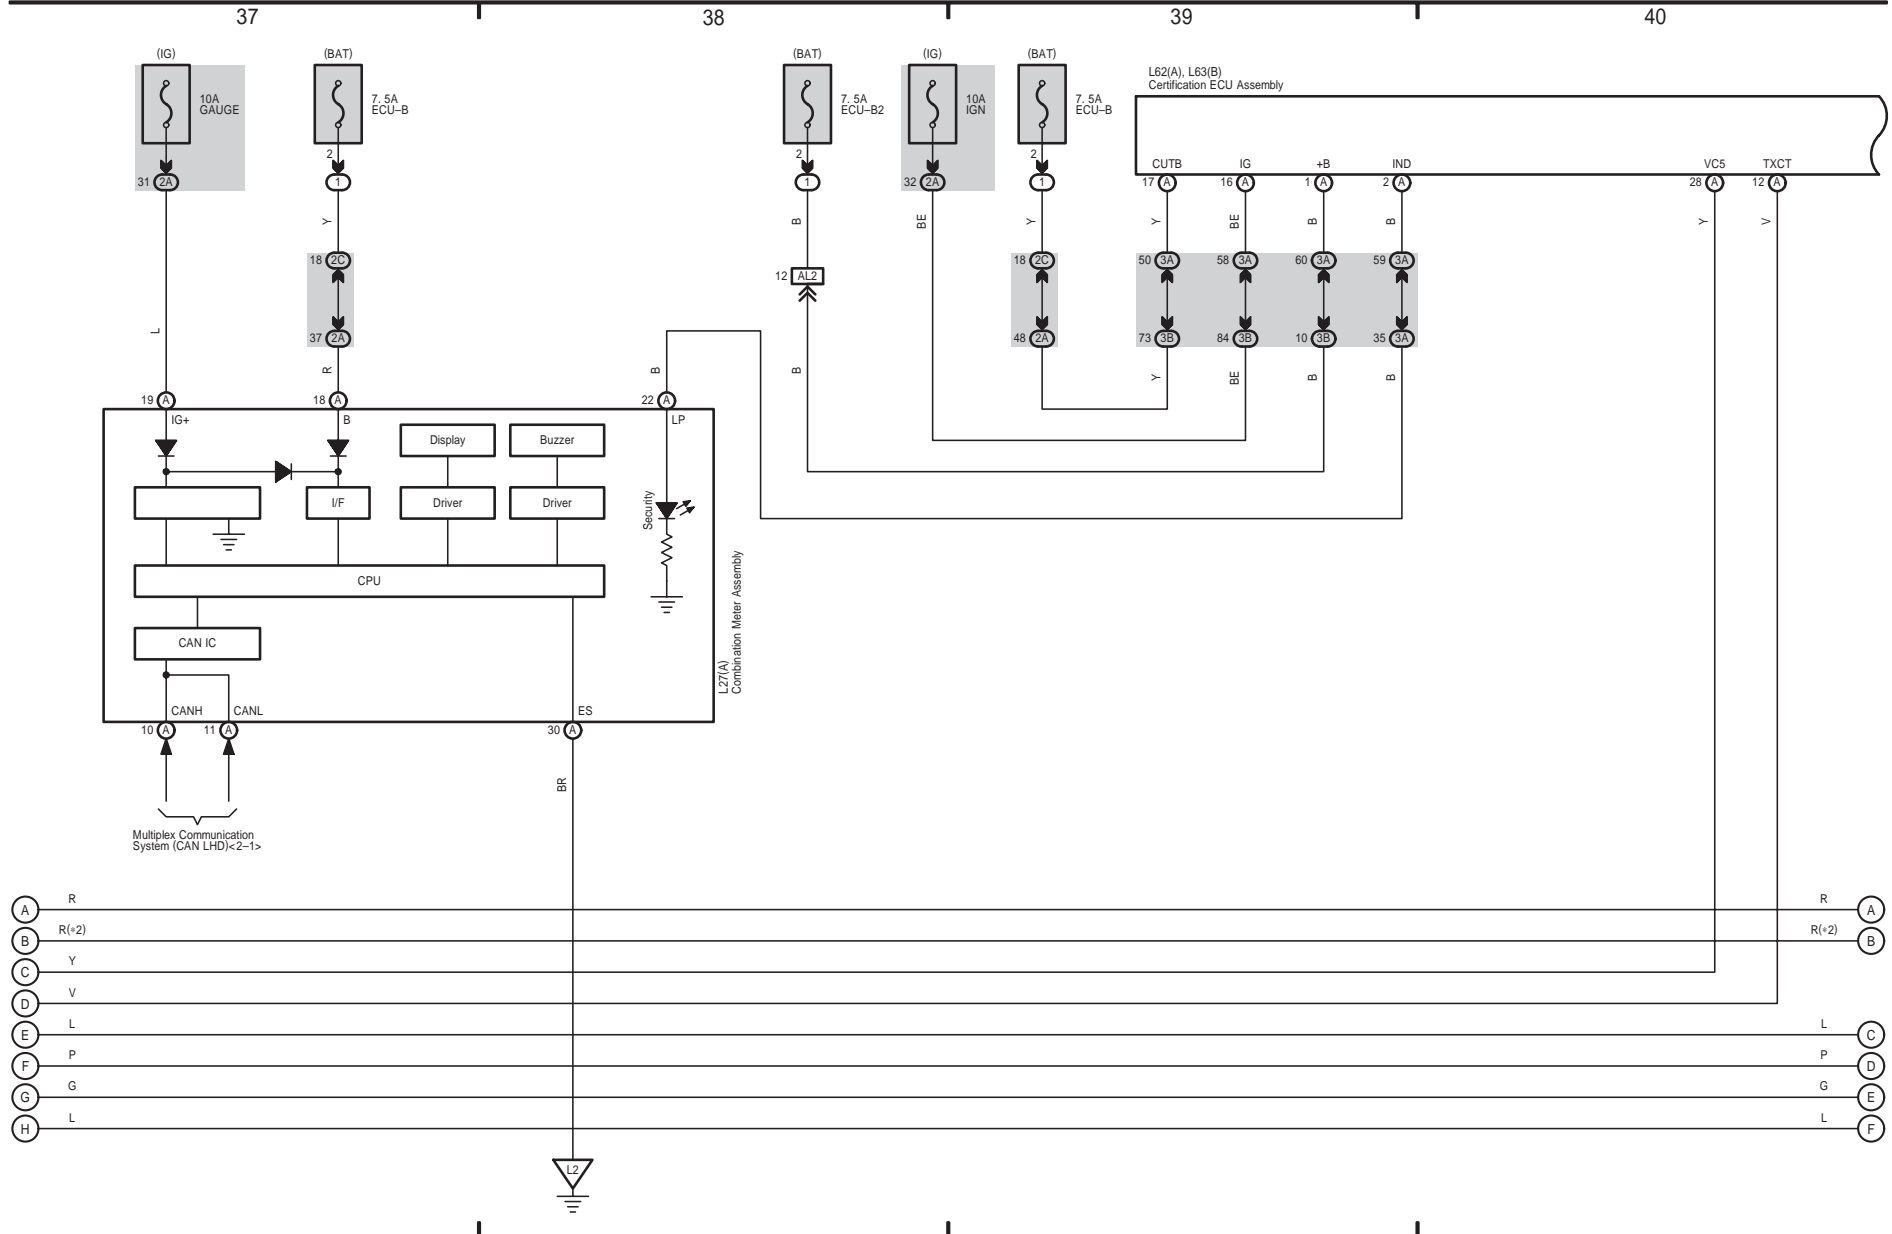 37 38 39 40
(IG) (BAT) (BAT) (IG) (BAT)
L62(A), L63(B)
Certification ECU Assembly
10A
GAUGE
7. 5A
ECU–B
7. 5A
ECU–B2
10A
IGN
7. 5A
ECU–B
2 2 2
CUTB IG +B IND VC5 TXCT
31 2A 1 1 32 2A 1 17 A 16 A 1 A 2 A 28 A 12 A
Y B BE Y Y BE B B Y V
18 2C 18 2C 50 3A 58 3A 60 3A 59 3A
12 AL2
L
37 2A 48 2A 73 3B 84 3B 10 3B 35 3A
R B B Y BE B B
19 A 18 A 22 A
IG+ B LP
Display Buzzer
I/F Driver Driver
Security
CPU
CAN IC
L27(A)
Combination Meter Assembly
CANH CANL ES
10 A 11 A 30 A
BR
Multiplex Communication
System (CAN LHD)<2–1>
A R R A
B R(*2) R(*2) B
C Y
D V
E L L C
F P P D
G G G E
H L L F
L2